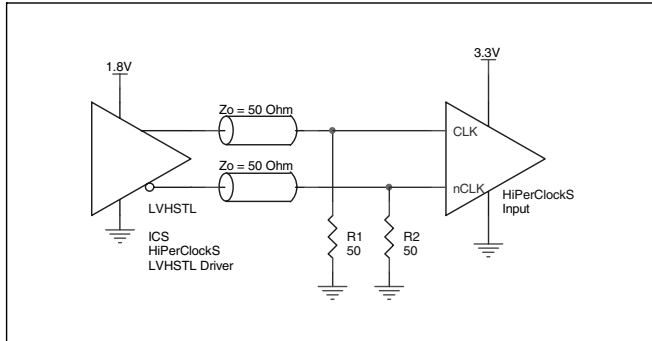 1.8V
3.3V
Zo = 50 Ohm
CLK
Zo = 50 Ohm
nCLK
HiPerClockS
Input
LVHSTL
ICS
HiPerClockS
LVHSTL Driver
R1
50
R2
50